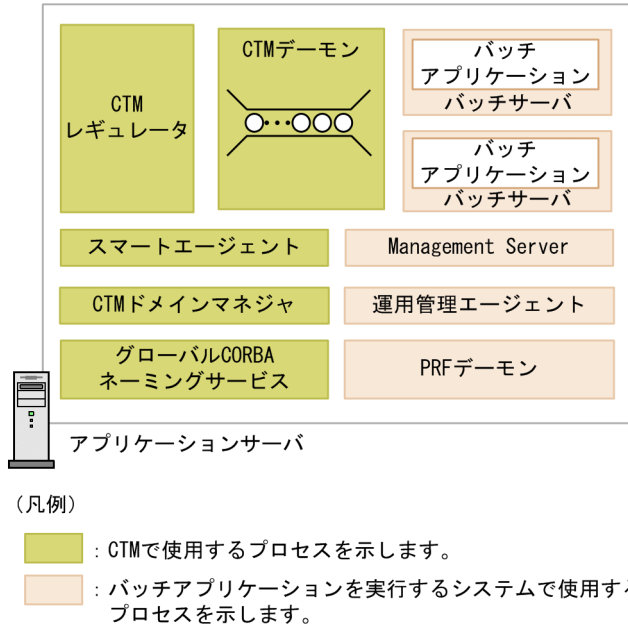 CTM
レギュレータ
CTMデーモン
バッチ
アプリケーション
バッチサーバ
バッチ
アプリケーション
バッチサーバ
スマートエージェント
Management Server
CTMドメインマネジャ
運用管理エージェント
グローバルCORBA
ネーミングサービス
PRFデーモン
アプリケーションサーバ
（凡例）
：CTMで使用するプロセスを示します。
：バッチアプリケーションを実行するシステムで使用する
プロセスを示します。